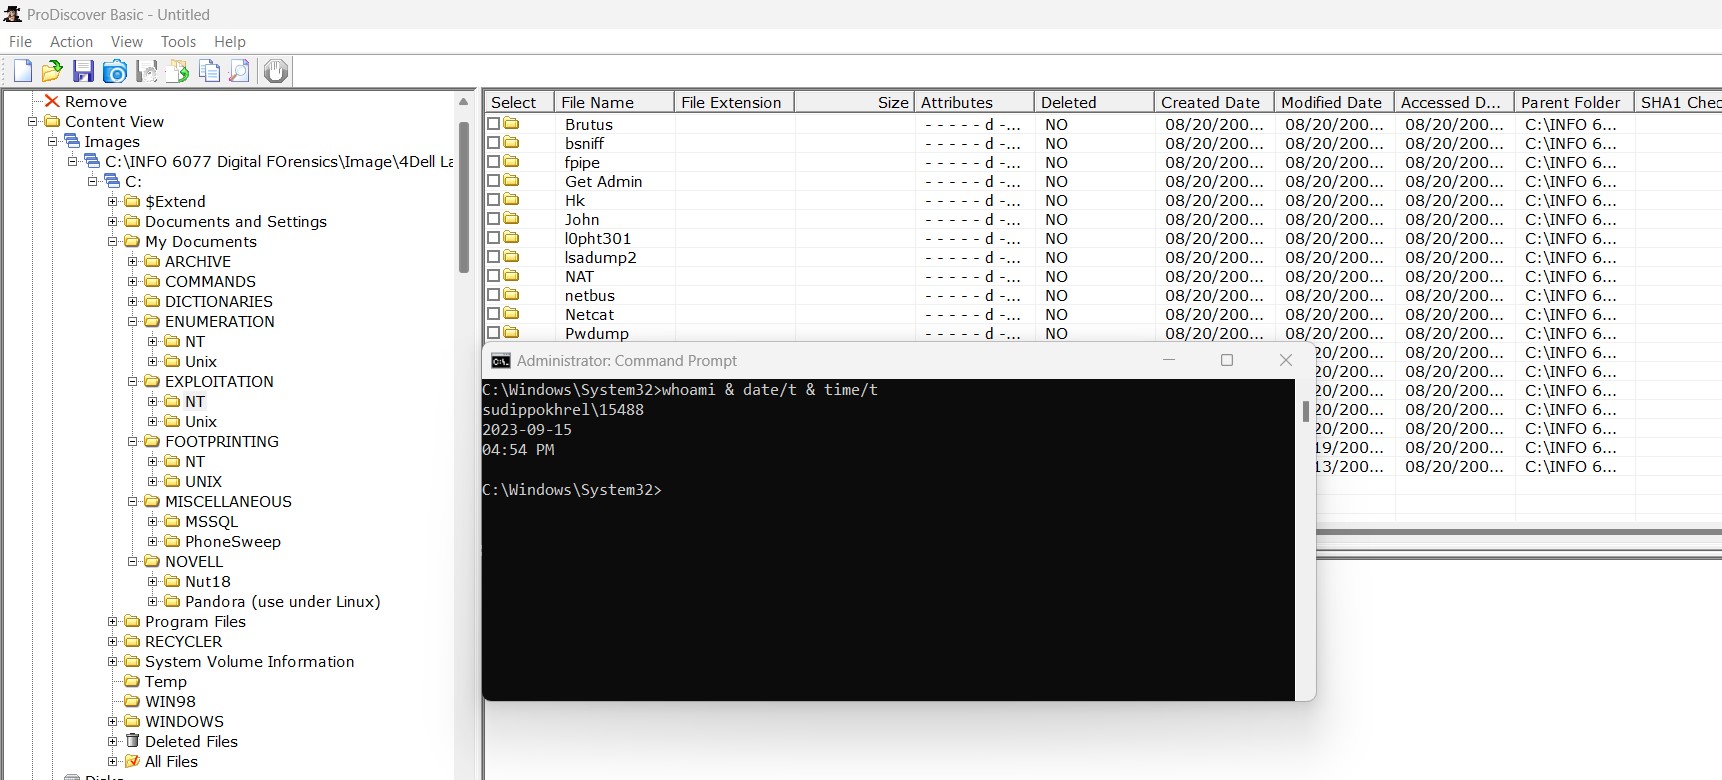 ProDiscover Basic - Untitled
File Action View Tools Help
Remove
Content View
Images
C:\INFO 6077 Digital FOrensics\Image\4Dell La
C:
$Extend
Documents and Settings
My Documents
ARCHIVE
COMMANDS
DICTIONARIES
ENUMERATION
NT
Unix
EXPLOITATION
NT
Unix
FOOTPRINTING
NT
UNIX
MISCELLANEOUS
MSSQL
PhoneSweep
NOVELL
Nut18
Pandora (use under Linux)
Program Files
RECYCLER
System Volume Information
Temp
WIN98
WINDOWS
Deleted Files
All Files
Select File Name File Extension Size Attributes Deleted Created Date Modified Date Accessed D... Parent Folder SHA1 Chec
Brutus - - - - - d -... NO 08/20/200... 08/20/200... 08/20/200... C:\INFO 6...
bsniff - - - - - d -... NO 08/20/200... 08/20/200... 08/20/200... C:\INFO 6...
fpipe - - - - - d -... NO 08/20/200... 08/20/200... 08/20/200... C:\INFO 6...
Get Admin - - - - - d -... NO 08/20/200... 08/20/200... 08/20/200... C:\INFO 6...
Hk - - - - - d -... NO 08/20/200... 08/20/200... 08/20/200... C:\INFO 6...
John - - - - - d -... NO 08/20/200... 08/20/200... 08/20/200... C:\INFO 6...
l0pht301 - - - - - d -... NO 08/20/200... 08/20/200... 08/20/200... C:\INFO 6...
lsadump2 - - - - - d -... NO 08/20/200... 08/20/200... 08/20/200... C:\INFO 6...
NAT - - - - - d -... NO 08/20/200... 08/20/200... 08/20/200... C:\INFO 6...
netbus - - - - - d -... NO 08/20/200... 08/20/200... 08/20/200... C:\INFO 6...
Netcat - - - - - d -... NO 08/20/200... 08/20/200... 08/20/200... C:\INFO 6...
Pwdump - - - - - d -... NO 08/20/200... 08/20/200... 08/20/200... C:\INFO 6...
20/200... 08/20/200... C:\INFO 6...
20/200... 08/20/200... C:\INFO 6...
20/200... 08/20/200... C:\INFO 6...
20/200... 08/20/200... C:\INFO 6...
20/200... 08/20/200... C:\INFO 6...
19/200... 08/20/200... C:\INFO 6...
13/200... 08/20/200... C:\INFO 6...
Administrator: Command Prompt
C:\Windows\System32>whoami & date/t & time/t
sudippokhrel\15488
2023-09-15
04:54 PM
C:\Windows\System32>